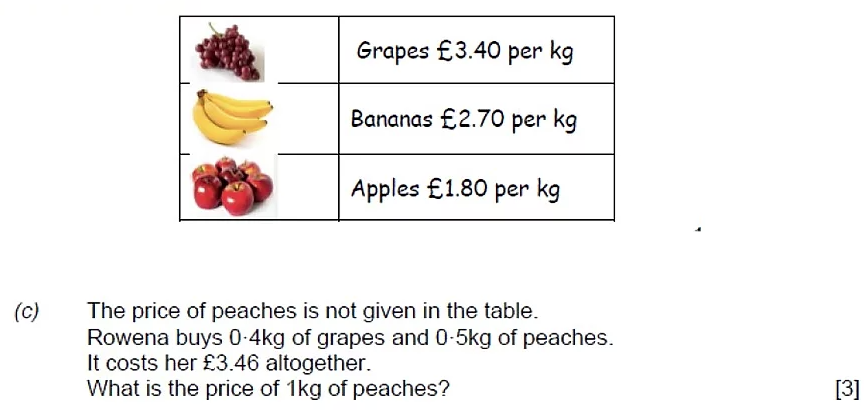 Grapes £3.40 per kg
Bananas £2.70 per kg
Apples £1.80 per kg
(c) The price of peaches is not given in the table.
Rowena buys 0·4kg of grapes and 0·5kg of peaches.
It costs her £3.46 altogether.
What is the price of 1kg of peaches? [3]